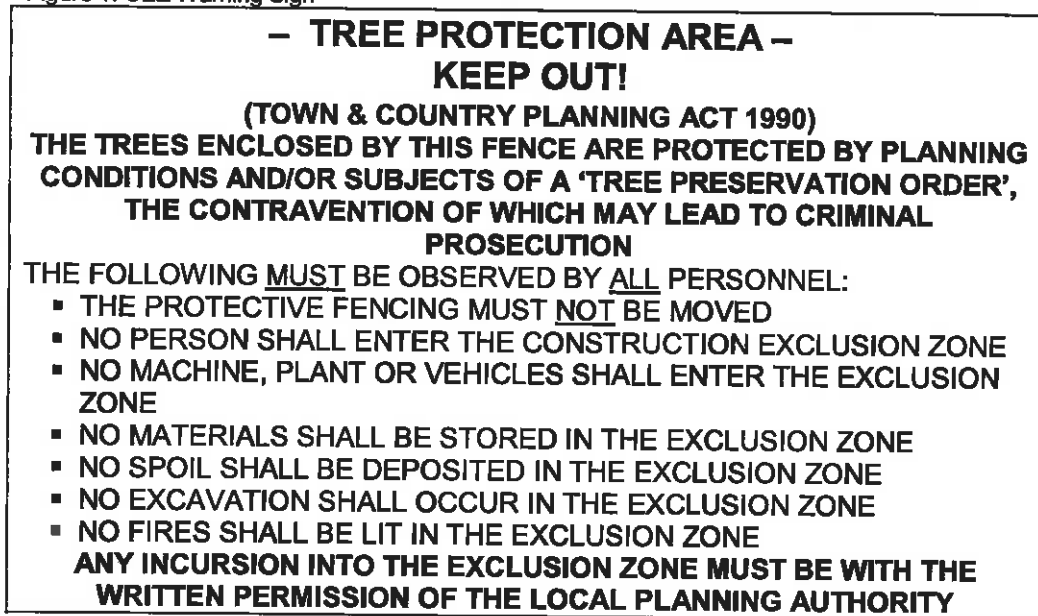 – TREE PROTECTION AREA –
KEEP OUT!
(TOWN & COUNTRY PLANNING ACT 1990)
THE TREES ENCLOSED BY THIS FENCE ARE PROTECTED BY PLANNING
CONDITIONS AND/OR SUBJECTS OF A 'TREE PRESERVATION ORDER',
THE CONTRAVENTION OF WHICH MAY LEAD TO CRIMINAL
PROSECUTION
THE FOLLOWING MUST BE OBSERVED BY ALL PERSONNEL:
▪ THE PROTECTIVE FENCING MUST NOT BE MOVED
▪ NO PERSON SHALL ENTER THE CONSTRUCTION EXCLUSION ZONE
▪ NO MACHINE, PLANT OR VEHICLES SHALL ENTER THE EXCLUSION
ZONE
▪ NO MATERIALS SHALL BE STORED IN THE EXCLUSION ZONE
▪ NO SPOIL SHALL BE DEPOSITED IN THE EXCLUSION ZONE
▪ NO EXCAVATION SHALL OCCUR IN THE EXCLUSION ZONE
▪ NO FIRES SHALL BE LIT IN THE EXCLUSION ZONE
ANY INCURSION INTO THE EXCLUSION ZONE MUST BE WITH THE
WRITTEN PERMISSION OF THE LOCAL PLANNING AUTHORITY